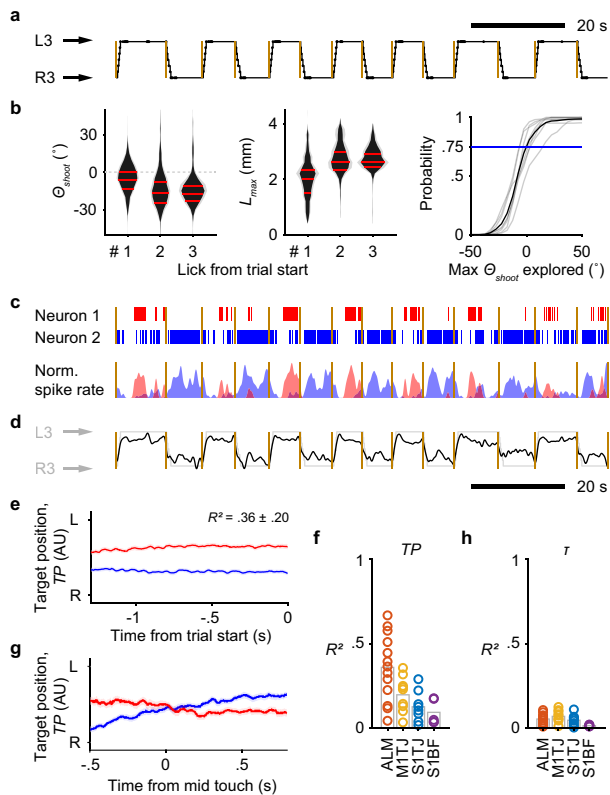 a
20 s
L3
R3
b
50
0
-30
Θshoot (°)
# 1 2 3
4
2
0
Lmax (mm)
1 2 3
Lick from trial start
1
.75
.5
0
Probability
-50 0 50
Max Θshoot explored (°)
c
Neuron 1
Neuron 2
Norm.
spike rate
d
L3
R3
20 s
e
R² = .36 ± .20
L
R
Target position,
TP (AU)
-1 -.5 0
Time from trial start (s)
f
TP
1
.5
0
R²
ALM
M1TJ
S1TJ
S1BF
h
τ
1
.5
0
R²
ALM
M1TJ
S1TJ
S1BF
g
L
R
Target position,
TP (AU)
-.5 0 .5
Time from mid touch (s)